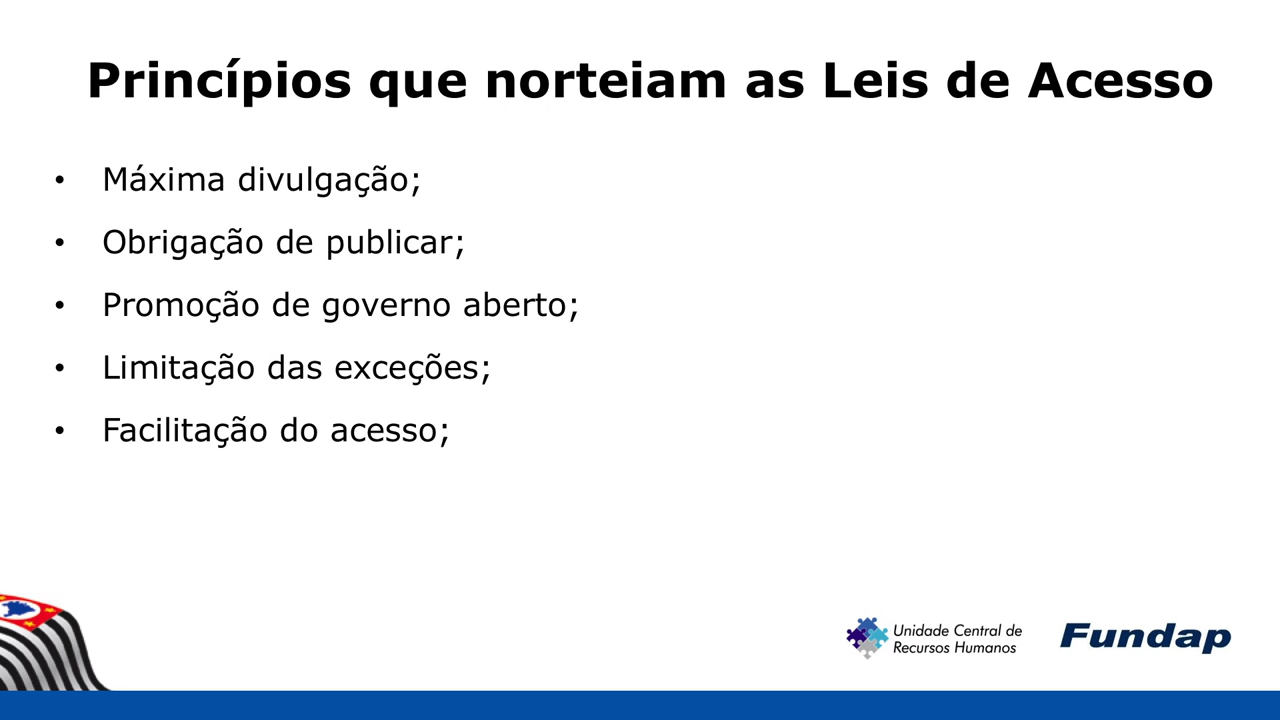 Princípios que norteiam as Leis de Acesso
• Máxima divulgação;
• Obrigação de publicar;
• Promoção de governo aberto;
• Limitação das exceções;
• Facilitação do acesso;
Unidade Central de
Recursos Humanos
Fundap